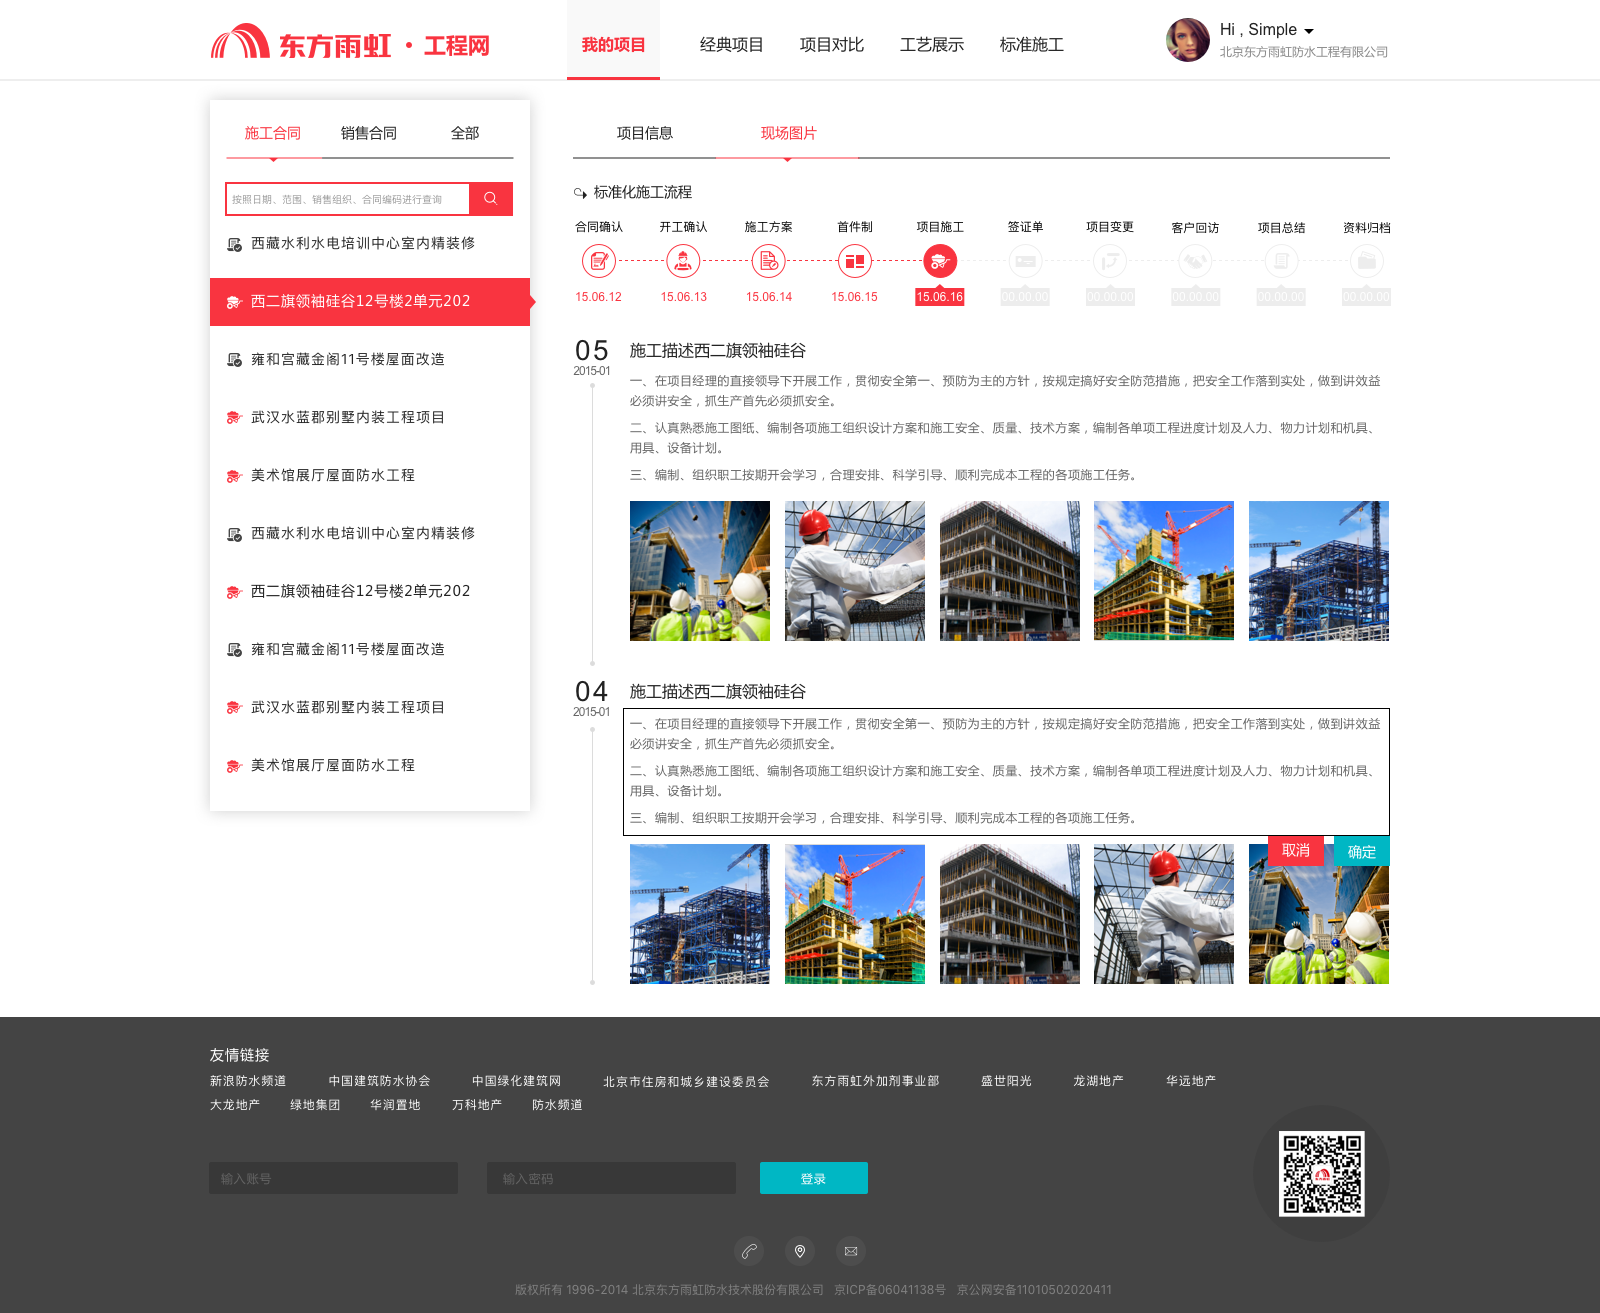 东方雨虹·工程网
我的项目 经典项目 项目对比 工艺展示 标准施工
Hi , Simple
北京东方雨虹防水工程有限公司
施工合同 销售合同 全部
按照日期、范围、销售组织、合同编码进行查询
西藏水利水电培训中心室内精装修
西二旗领袖硅谷12号楼2单元202
雍和宫藏金阁11号楼屋面改造
武汉水蓝郡别墅内装工程项目
美术馆展厅屋面防水工程
西藏水利水电培训中心室内精装修
西二旗领袖硅谷12号楼2单元202
雍和宫藏金阁11号楼屋面改造
武汉水蓝郡别墅内装工程项目
美术馆展厅屋面防水工程
项目信息 现场图片
标准化施工流程
合同确认 开工确认 施工方案 首件制 项目施工 签证单 项目变更 客户回访 项目总结 资料归档
15.06.12 15.06.13 15.06.14 15.06.15 15.06.16 00.00.00 00.00.00 00.00.00 00.00.00 00.00.00
05 施工描述西二旗领袖硅谷
2015-01
一、在项目经理的直接领导下开展工作，贯彻安全第一、预防为主的方针，按规定搞好安全防范措施，把安全工作落到实处，做到讲效益
必须讲安全，抓生产首先必须抓安全。
二、认真熟悉施工图纸、编制各项施工组织设计方案和施工安全、质量、技术方案，编制各单项工程进度计划及人力、物力计划和机具、
用具、设备计划。
三、编制、组织职工按期开会学习，合理安排、科学引导、顺利完成本工程的各项施工任务。
04 施工描述西二旗领袖硅谷
2015-01
一、在项目经理的直接领导下开展工作，贯彻安全第一、预防为主的方针，按规定搞好安全防范措施，把安全工作落到实处，做到讲效益
必须讲安全，抓生产首先必须抓安全。
二、认真熟悉施工图纸、编制各项施工组织设计方案和施工安全、质量、技术方案，编制各单项工程进度计划及人力、物力计划和机具、
用具、设备计划。
三、编制、组织职工按期开会学习，合理安排、科学引导、顺利完成本工程的各项施工任务。
取消 确定
友情链接
新浪防水频道 中国建筑防水协会 中国绿化建筑网 北京市住房和城乡建设委员会 东方雨虹外加剂事业部 盛世阳光 龙湖地产 华远地产
大龙地产 绿地集团 华润置地 万科地产 防水频道
输入账号 输入密码 登录
版权所有 1996-2014 北京东方雨虹防水技术股份有限公司 京ICP备06041138号 京公网安备11010502020411